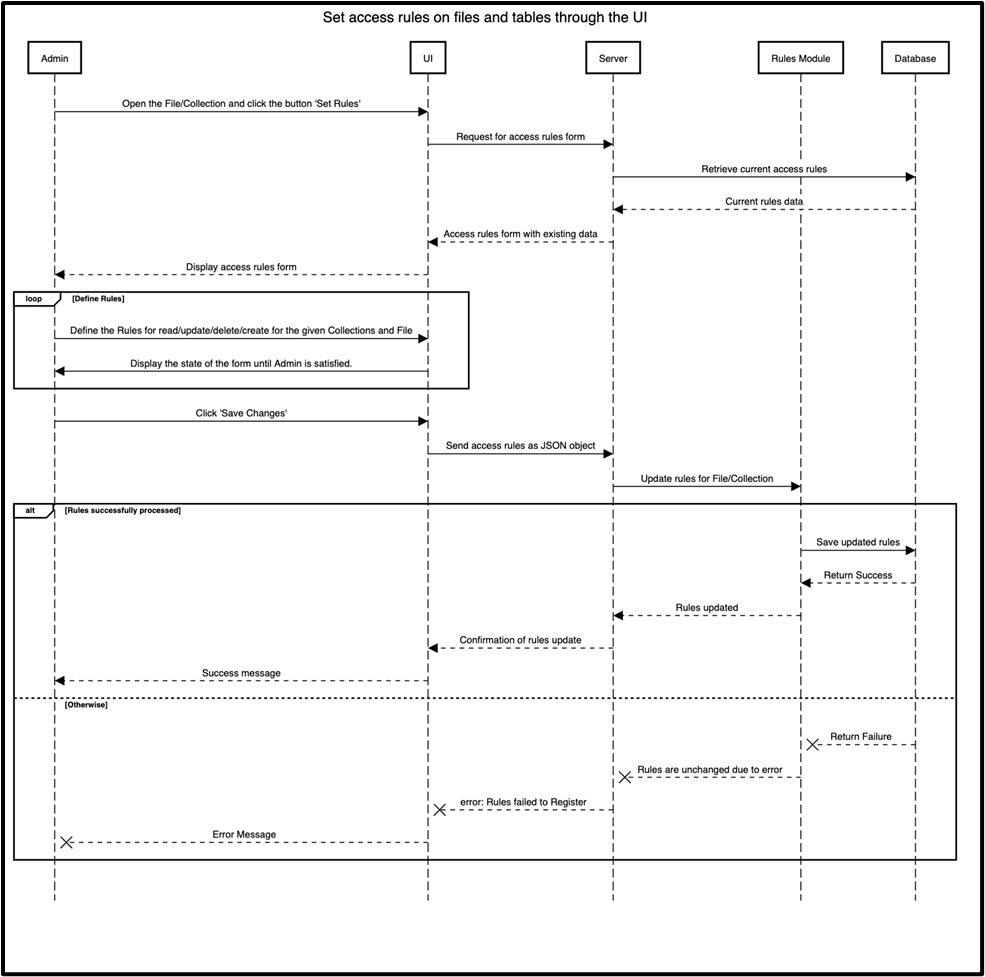 Set access rules on files and tables through the UI
Admin
UI
Server
Rules Module
Database
Open the File/Collection and click the button 'Set Rules'
Request for access rules form
Retrieve current access rules
Current rules data
Access rules form with existing data
Display access rules form
loop
[Define Rules]
Define the Rules for read/update/delete/create for the given Collections and File
Display the state of the form until Admin is satisfied.
Click 'Save Changes'
Send access rules as JSON object
Update rules for File/Collection
alt
[Rules successfully processed]
Save updated rules
Return Success
Rules updated
Confirmation of rules update
Success message
[Otherwise]
Return Failure
Rules are unchanged due to error
error: Rules failed to Register
Error Message